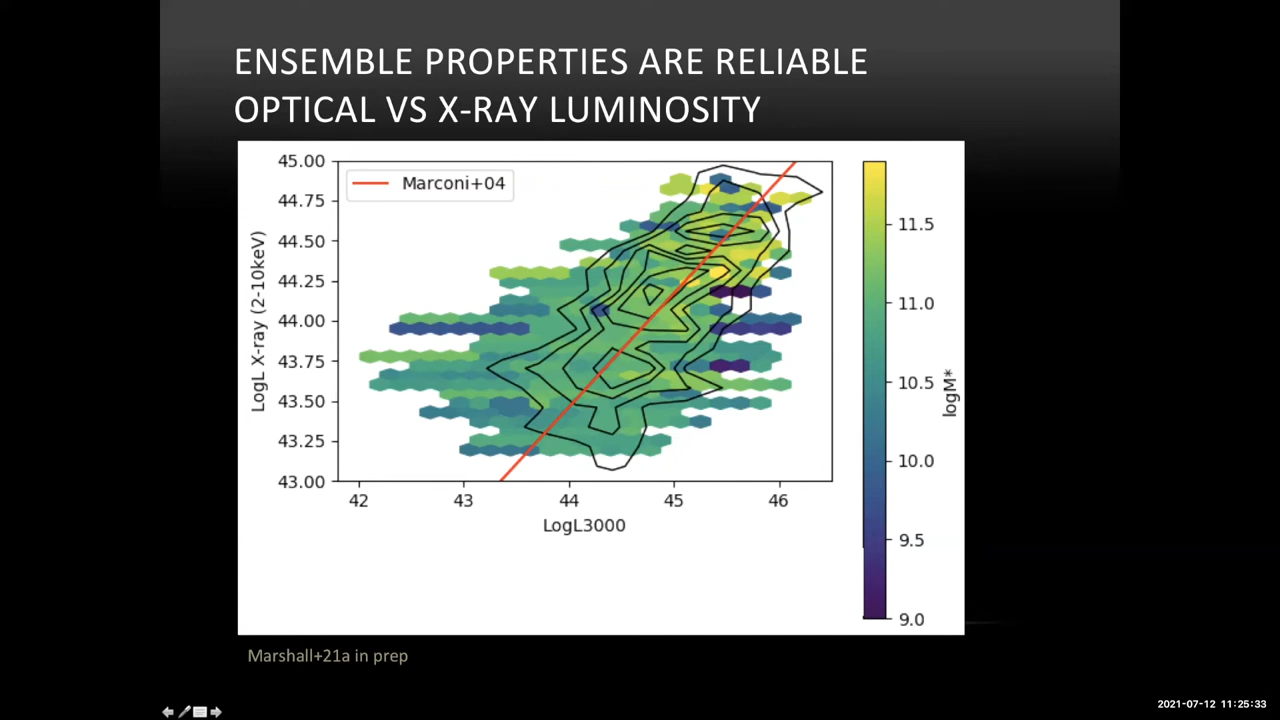 ENSEMBLE PROPERTIES ARE RELIABLE
OPTICAL VS X-RAY LUMINOSITY
Marconi+04
LogL X-ray (2-10keV)
45.00
44.75
44.50
44.25
44.00
43.75
43.50
43.25
43.00
42 43 44 45 46
LogL3000
11.5
11.0
10.5
10.0
9.5
9.0
logM*
Marshall+21a in prep
2021-07-12 11:25:33